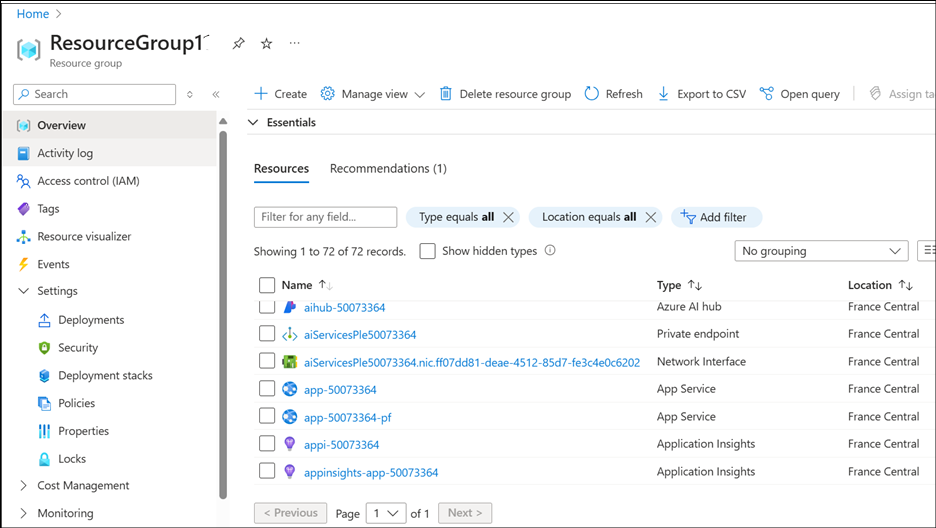 Home >
ResourceGroup1
Resource group
Search
Create Manage view Delete resource group Refresh Export to CSV Open query Assign ta
Essentials
Overview
Activity log
Access control (IAM)
Tags
Resource visualizer
Events
Settings
Deployments
Security
Deployment stacks
Policies
Properties
Locks
Cost Management
Monitoring
Resources Recommendations (1)
Filter for any field... Type equals all Location equals all Add filter
Showing 1 to 72 of 72 records. Show hidden types No grouping
Name Type Location
aihub-50073364 Azure AI hub France Central
aiServicesPle50073364 Private endpoint France Central
aiServicesPle50073364.nic.ff07dd81-deae-4512-85d7-fe3c4e0c6202 Network Interface France Central
app-50073364 App Service France Central
app-50073364-pf App Service France Central
appi-50073364 Application Insights France Central
appinsights-app-50073364 Application Insights France Central
< Previous Page 1 of 1 Next >